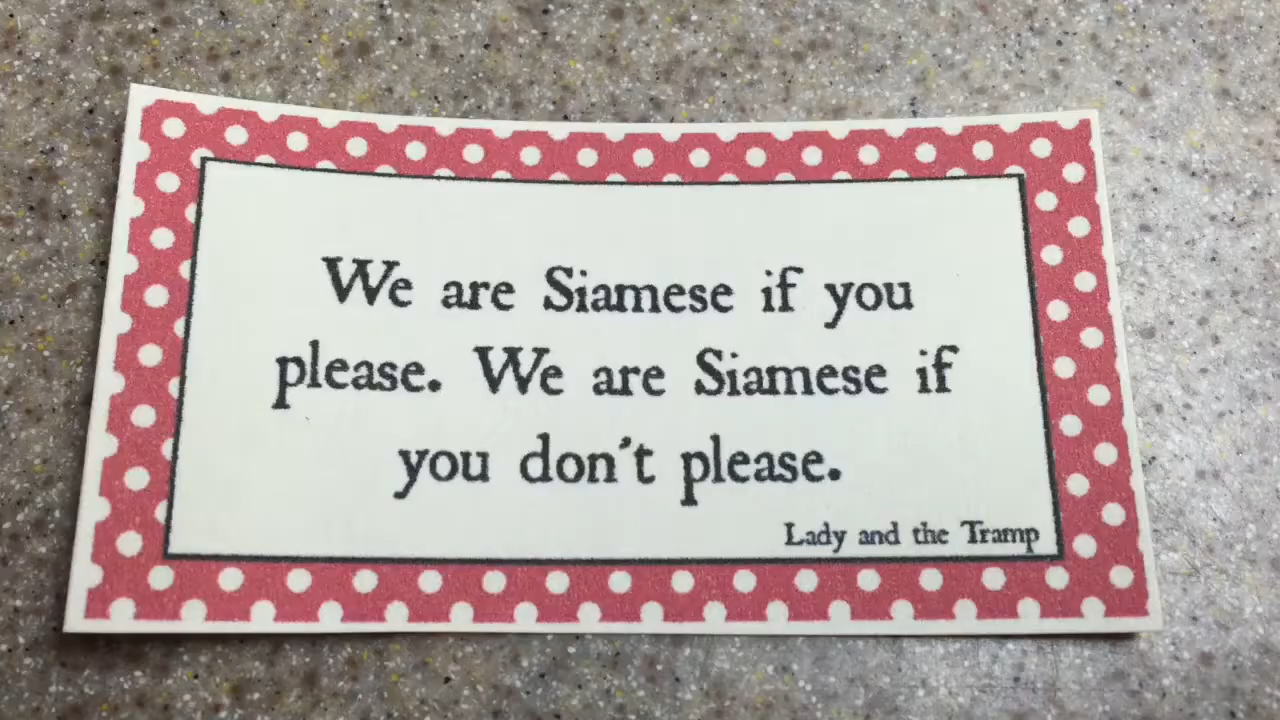 We are Siamese if you
please. We are Siamese if
you don't please.
Lady and the Tramp